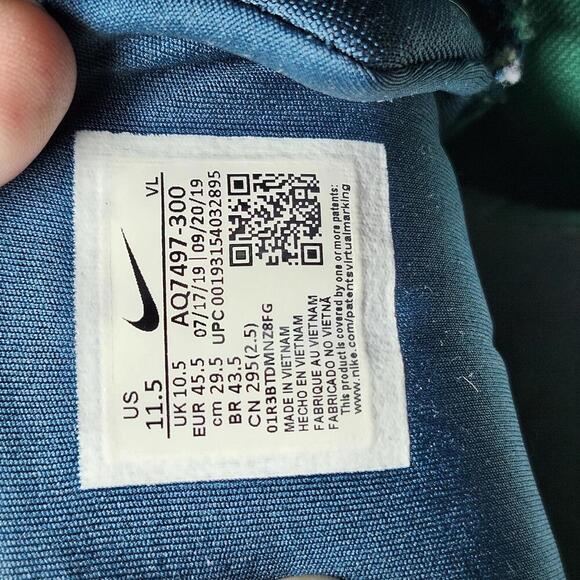 US
11.5
UK 10.5
EUR 45.5
cm 29.5
BR 43.5
CN 295(2.5)
VL
AQ7497-300
07/17/19 | 09/20/19
UPC 00193154032895
01R3BTDMNZ8FG
MADE IN VIETNAM
HECHO EN VIETNAM
FABRIQUE AU VIETNAM
FABRICADO NO VIETNÃ
This product is covered by one or more patents:
www.nike.com/patentsvirtualmarking